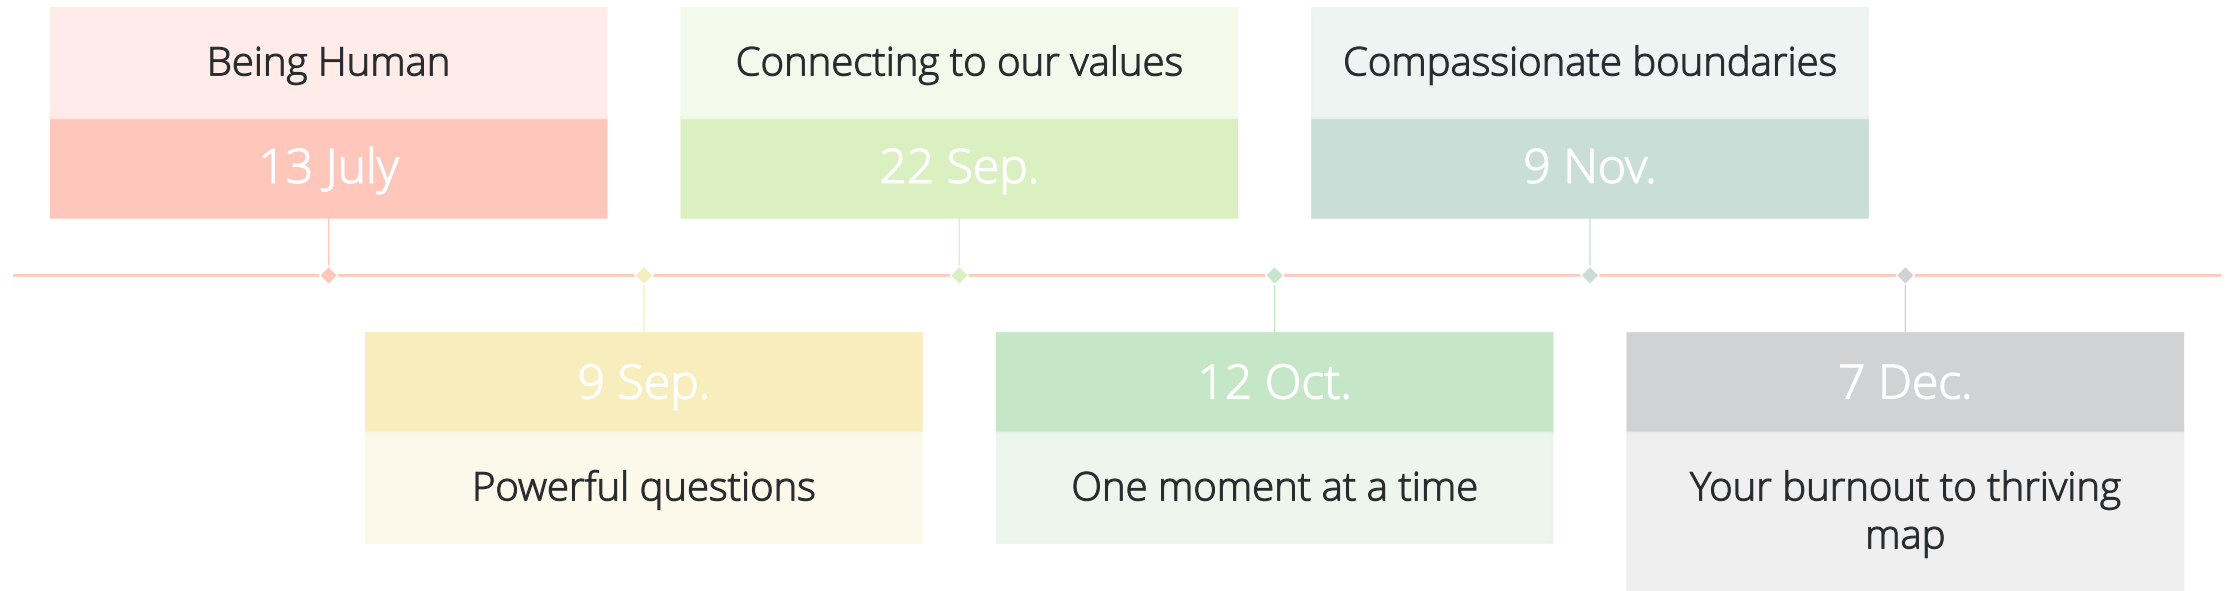 Being Human
13 July
9 Sep.
Powerful questions
Connecting to our values
22 Sep.
12 Oct.
One moment at a time
Compassionate boundaries
9 Nov.
7 Dec.
Your burnout to thriving
map